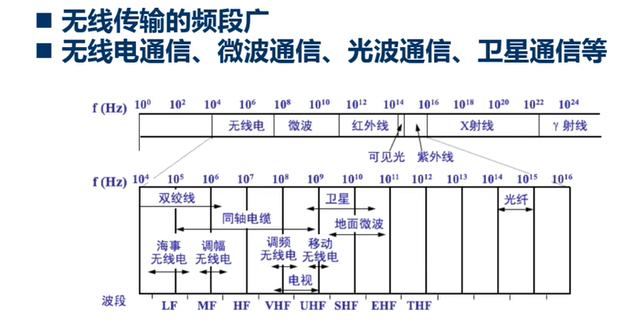 无线传输的频段广
无线电通信、微波通信、光波通信、卫星通信等
f (Hz) 10⁰ 10² 10⁴ 10⁶ 10⁸ 10¹⁰ 10¹² 10¹⁴ 10¹⁶ 10¹⁸ 10²⁰ 10²² 10²⁴
无线电 微波 红外线 X射线 γ 射线
可见光 紫外线
f (Hz) 10⁴ 10⁵ 10⁶ 10⁷ 10⁸ 10⁹ 10¹⁰ 10¹¹ 10¹² 10¹³ 10¹⁴ 10¹⁵ 10¹⁶
双绞线 卫星 光纤
同轴电缆 地面微波
海事 调幅 调频 移动
无线电 无线电 无线电 无线电
电视
波段 LF MF HF VHF UHF SHF EHF THF